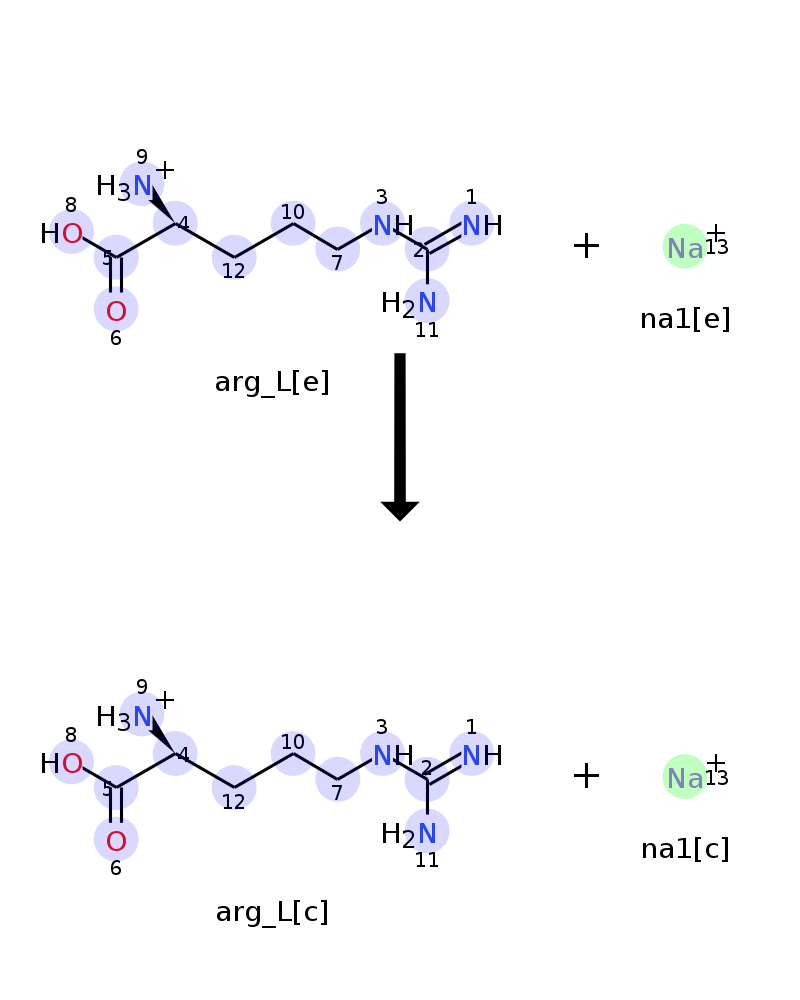 9
H3N+
8
3
1
10
HO
4
NH
NH
5
2
+
Na+
13
12
7
H2N
O
11
6
na1[e]
arg_L[e]
9
H3N+
8
3
1
10
HO
4
NH
NH
5
2
+
Na+
13
12
7
H2N
O
11
6
na1[c]
arg_L[c]